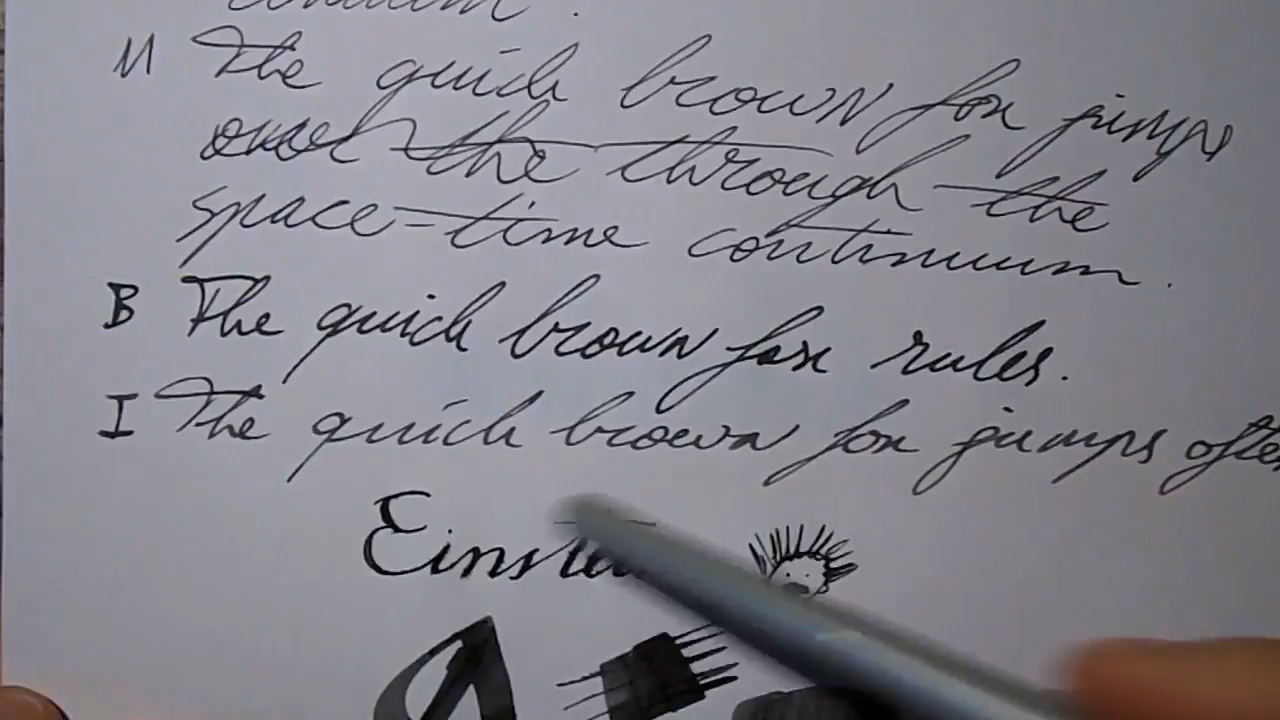 continuum.
M The quick brown fox jumps
over the through the
space-time continuum.
B The quick brown fox rules.
I The quick brown fox jumps often